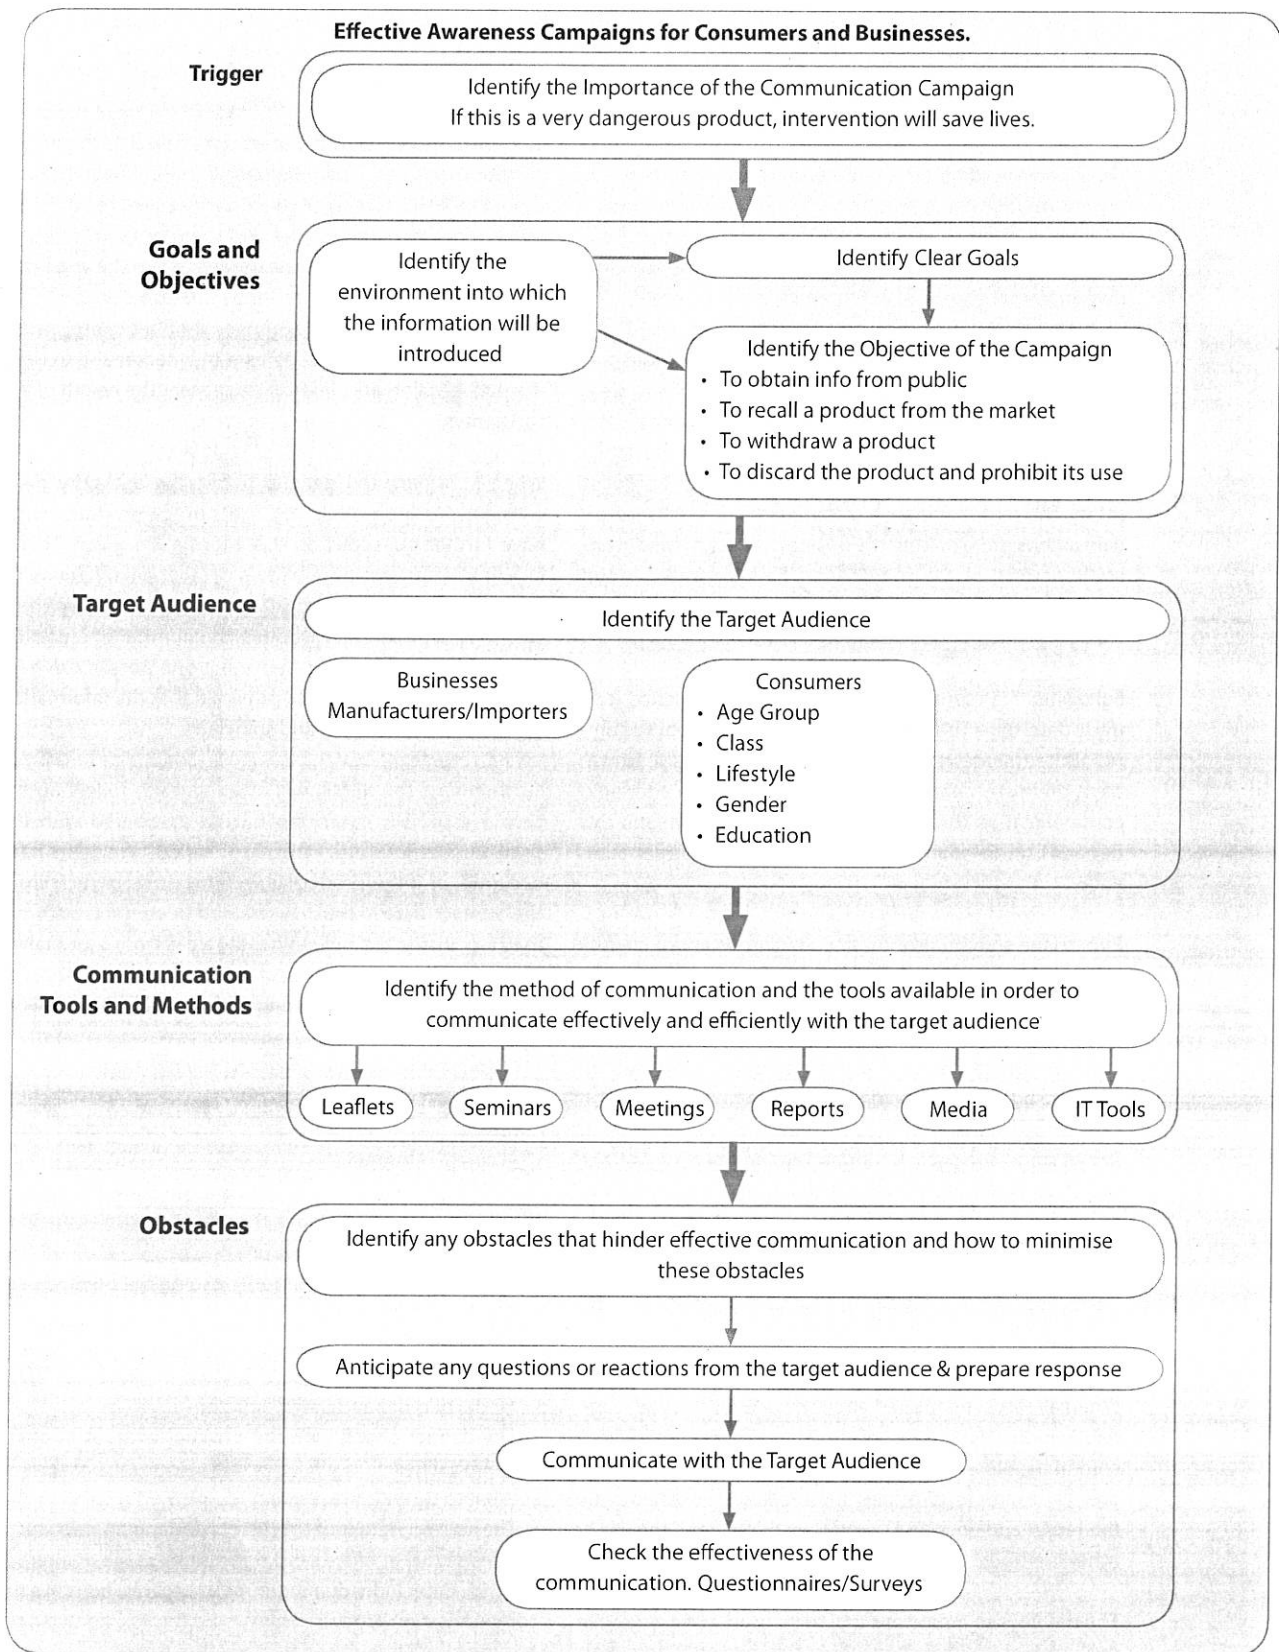 Effective Awareness Campaigns for Consumers and Businesses.
Trigger
Identify the Importance of the Communication Campaign
If this is a very dangerous product, intervention will save lives.
Goals and
Objectives
Identify the
environment into which
the information will be
introduced
Identify Clear Goals
Identify the Objective of the Campaign
• To obtain info from public
• To recall a product from the market
• To withdraw a product
• To discard the product and prohibit its use
Target Audience
Identify the Target Audience
Businesses
Manufacturers/Importers
Consumers
• Age Group
• Class
• Lifestyle
• Gender
• Education
Communication
Tools and Methods
Identify the method of communication and the tools available in order to
communicate effectively and efficiently with the target audience
Leaflets
Seminars
Meetings
Reports
Media
IT Tools
Obstacles
Identify any obstacles that hinder effective communication and how to minimise
these obstacles
Anticipate any questions or reactions from the target audience & prepare response
Communicate with the Target Audience
Check the effectiveness of the
communication. Questionnaires/Surveys